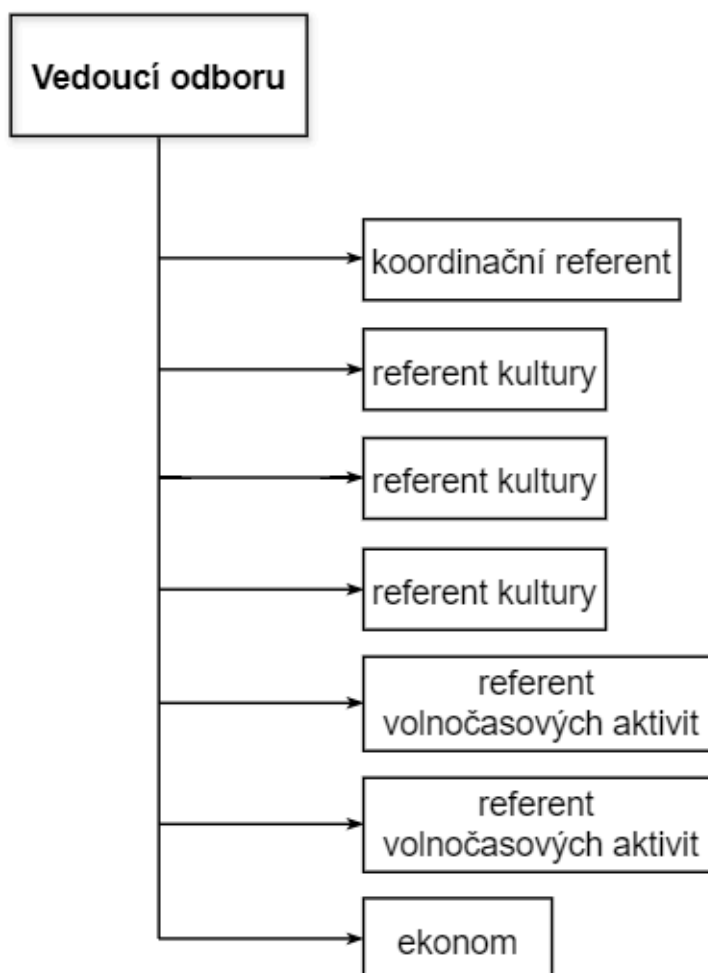 Vedoucí odboru
koordinační referent
referent kultury
referent kultury
referent kultury
referent
volnočasových aktivit
referent
volnočasových aktivit
ekonom